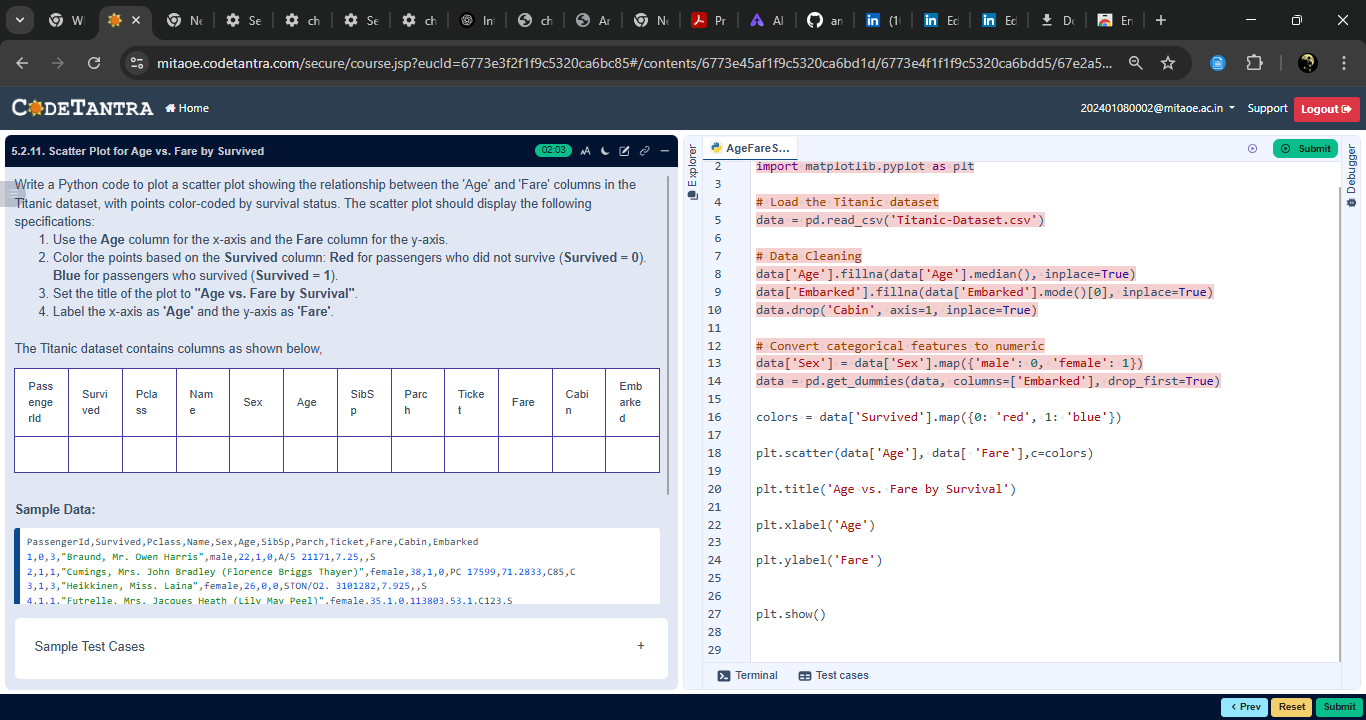 W
Ne
Se
ch
Se
ch
In
ch
Ar
Ne
Pr
AI
an
(1(
Ed
Ed
Do
En
mitaoe.codetantra.com/secure/course.jsp?eucId=6773e3f2f1f9c5320ca6bc85#/contents/6773e45af1f9c5320ca6bd1d/6773e4f1f1f9c5320ca6bdd5/67e2a5...
CODETANTRA
Home
202401080002@mitaoe.ac.in
Support
Logout
5.2.11. Scatter Plot for Age vs. Fare by Survived
02:03
Write a Python code to plot a scatter plot showing the relationship between the 'Age' and 'Fare' columns in the
Titanic dataset, with points color-coded by survival status. The scatter plot should display the following
specifications:
1. Use the Age column for the x-axis and the Fare column for the y-axis.
2. Color the points based on the Survived column: Red for passengers who did not survive (Survived = 0).
Blue for passengers who survived (Survived = 1).
3. Set the title of the plot to "Age vs. Fare by Survival".
4. Label the x-axis as 'Age' and the y-axis as 'Fare'.
The Titanic dataset contains columns as shown below,
Pass
enge
rId
Survi
ved
Pcla
ss
Nam
e
Sex
Age
SibS
p
Parc
h
Ticke
t
Fare
Cabi
n
Emb
arke
d
Sample Data:
PassengerId,Survived,Pclass,Name,Sex,Age,SibSp,Parch,Ticket,Fare,Cabin,Embarked
1,0,3,"Braund, Mr. Owen Harris",male,22,1,0,A/5 21171,7.25,,S
2,1,1,"Cumings, Mrs. John Bradley (Florence Briggs Thayer)",female,38,1,0,PC 17599,71.2833,C85,C
3,1,3,"Heikkinen, Miss. Laina",female,26,0,0,STON/O2. 3101282,7.925,,S
4,1,1,"Futrelle, Mrs. Jacques Heath (Lily May Peel)",female,35,1,0,113803,53.1,C123,S
Sample Test Cases
+
Explorer
AgeFareS...
Submit
Debugger
2 import matplotlib.pyplot as plt
3
4 # Load the Titanic dataset
5 data = pd.read_csv('Titanic-Dataset.csv')
6
7 # Data Cleaning
8 data['Age'].fillna(data['Age'].median(), inplace=True)
9 data['Embarked'].fillna(data['Embarked'].mode()[0], inplace=True)
10 data.drop('Cabin', axis=1, inplace=True)
11
12 # Convert categorical features to numeric
13 data['Sex'] = data['Sex'].map({'male': 0, 'female': 1})
14 data = pd.get_dummies(data, columns=['Embarked'], drop_first=True)
15
16 colors = data['Survived'].map({0: 'red', 1: 'blue'})
17
18 plt.scatter(data['Age'], data[ 'Fare'],c=colors)
19
20 plt.title('Age vs. Fare by Survival')
21
22 plt.xlabel('Age')
23
24 plt.ylabel('Fare')
25
26
27 plt.show()
28
29
Terminal
Test cases
< Prev
Reset
Submit